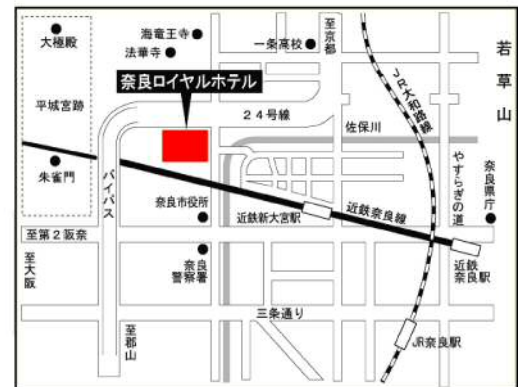 大極殿
海竜王寺
法華寺
一条高校
至京都
若草山
奈良ロイヤルホテル
JR大和路線
平城宮跡
24号線
佐保川
朱雀門
バイパス
やすらぎの道
奈良県庁
奈良市役所
近鉄新大宮駅
近鉄奈良線
至第2阪奈
至大阪
奈良
警察署
近鉄
奈良駅
三条通り
至郡山
JR奈良駅